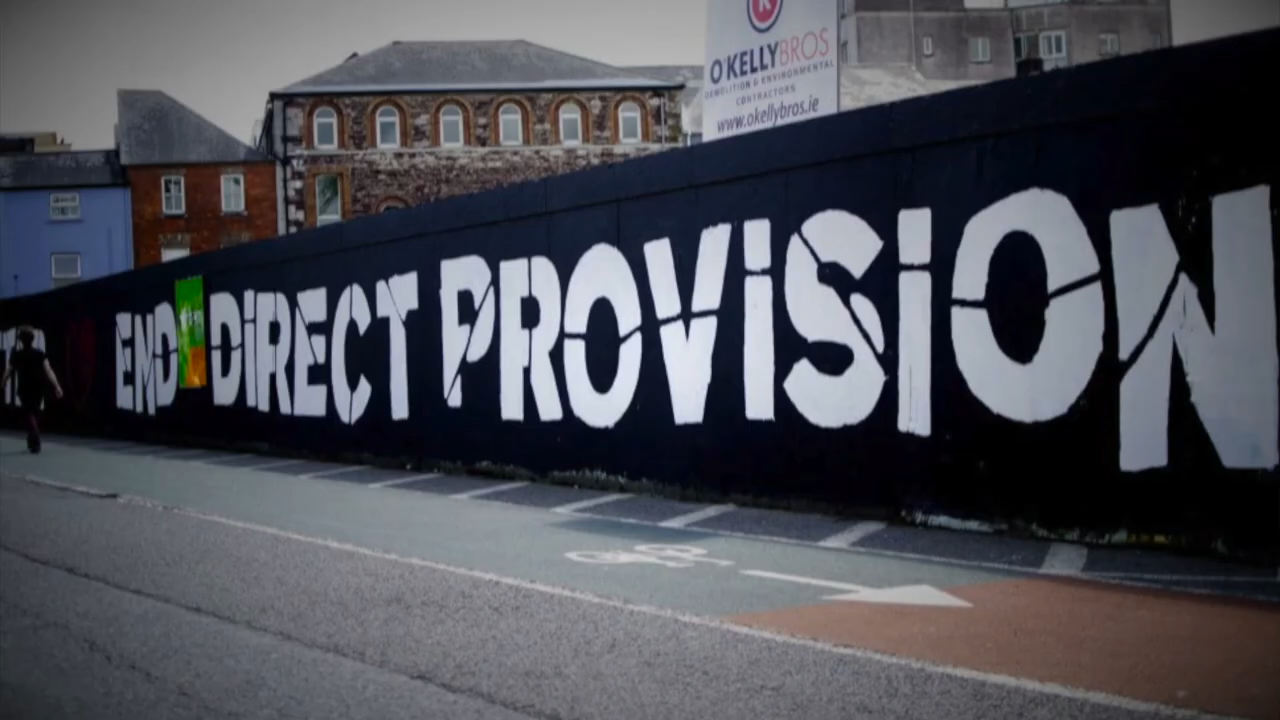 K
O'KELLYBROS
DEMOLITION & ENVIRONMENTAL
CONTRACTORS
www.okellybros.ie
END DIRECT PROVISION